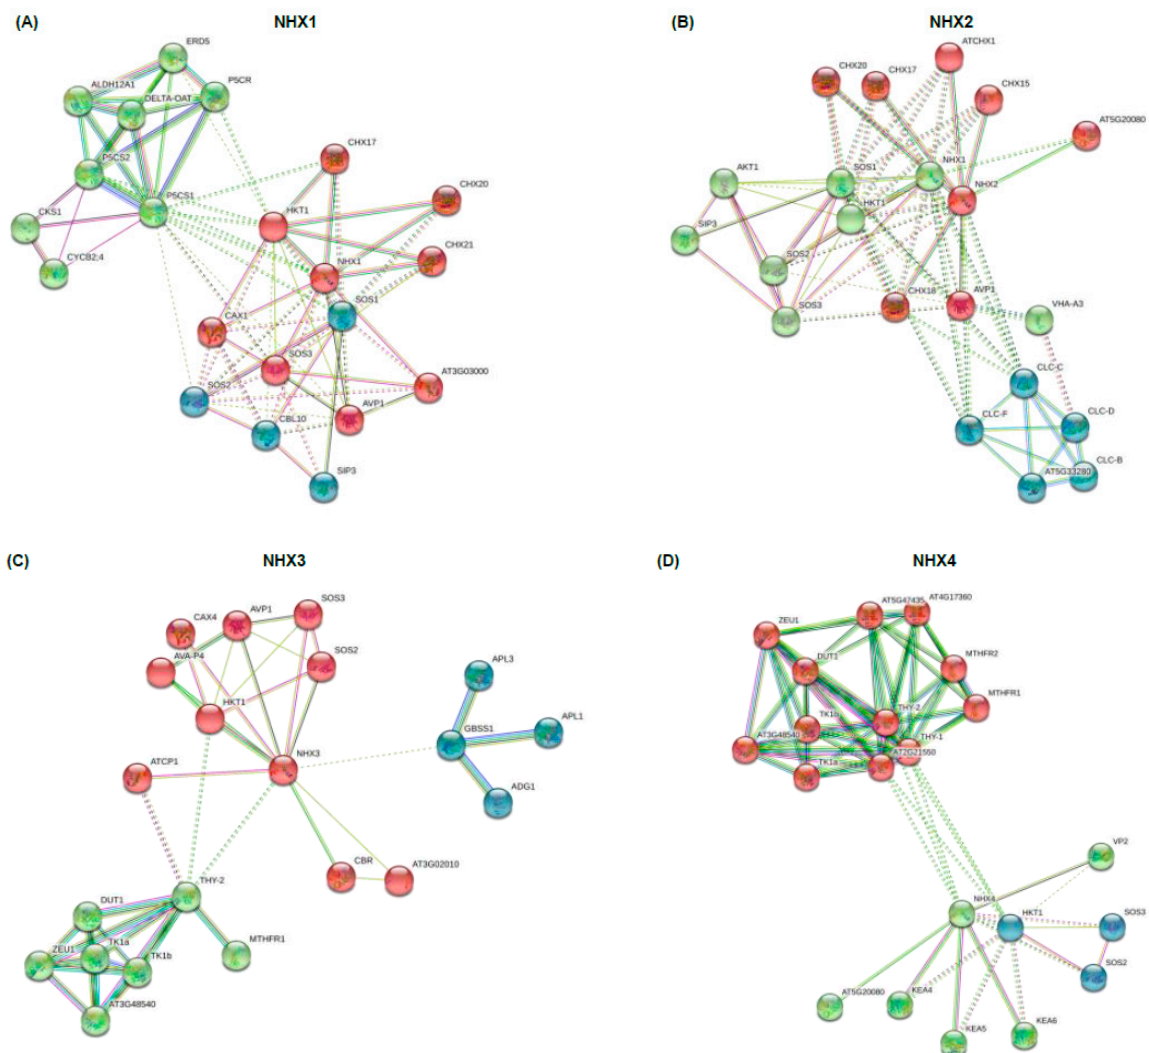 (A) NHX1
ERD5
ALDH12A1
P5CR
DELTA-OAT
P5CS2
P5CS1
CKS1
CYCB2;4
CHX17
CHX20
HKT1
CHX21
NHX1
SOS1
CAX1
SOS3
SOS2
AT3G03000
AVP1
CBL10
SIP3
(B) NHX2
ATCHX1
CHX20
CHX17
CHX15
AT5G20080
AKT1
SOS1
NHX1
NHX2
HKT1
SIP3
SOS2
SOS3
CHX18
AVP1
VHA-A3
CLC-C
CLC-F
CLC-D
CLC-B
AT5G33280
(C) NHX3
SOS3
AVP1
CAX4
AVA-P4
SOS2
HKT1
APL3
GBSS1
APL1
NHX3
ATCP1
ADG1
CBR
AT3G02010
THY-2
DUT1
MTHFR1
ZEU1
TK1a
TK1b
AT3G48540
(D) NHX4
AT5G47435
AT4G17360
ZEU1
DUT1
MTHFR2
MTHFR1
THY-2
TK1b
THY-1
AT3G48540
AT2G21550
TK1a
VP2
NHX4
HKT1
SOS3
SOS2
AT5G20080
KEA4
KEA5
KEA6